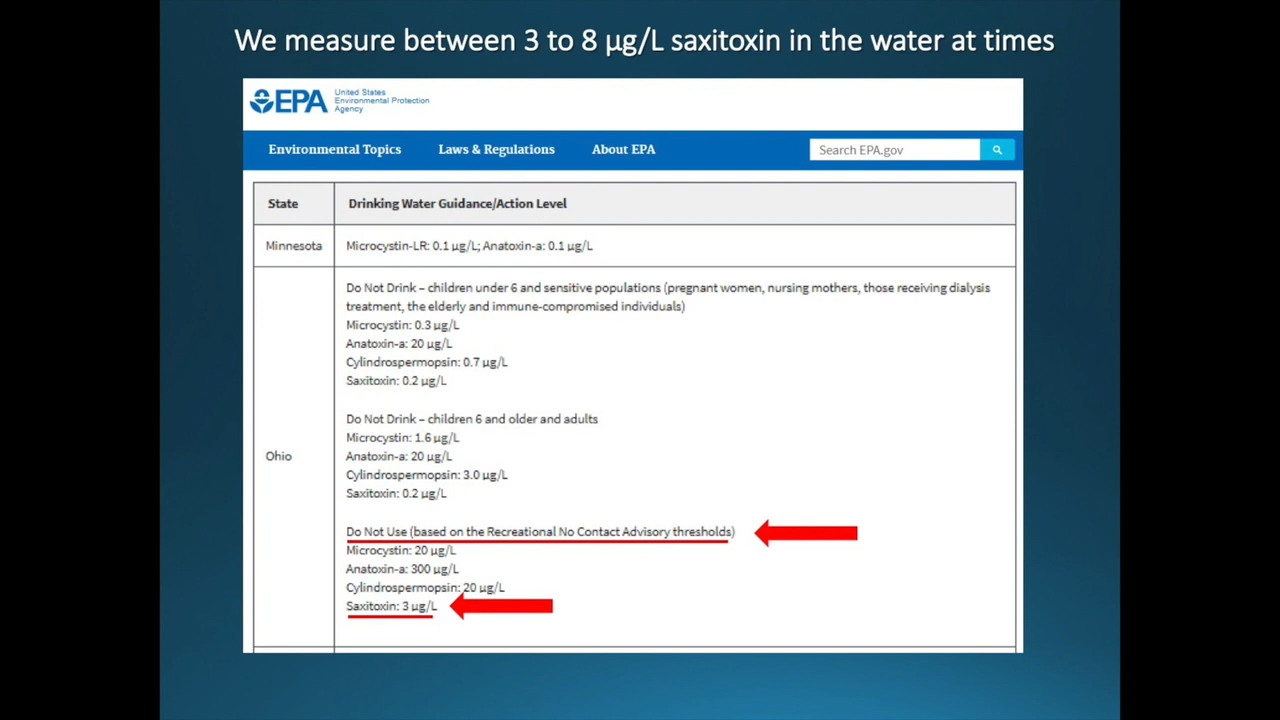 We measure between 3 to 8 µg/L saxitoxin in the water at times
EPA
United States
Environmental Protection
Agency
Environmental Topics
Laws & Regulations
About EPA
Search EPA.gov
State
Drinking Water Guidance/Action Level
Minnesota
Microcystin-LR: 0.1 µg/L; Anatoxin-a: 0.1 µg/L
Ohio
Do Not Drink – children under 6 and sensitive populations (pregnant women, nursing mothers, those receiving dialysis
treatment, the elderly and immune-compromised individuals)
Microcystin: 0.3 µg/L
Anatoxin-a: 20 µg/L
Cylindrospermopsin: 0.7 µg/L
Saxitoxin: 0.2 µg/L
Do Not Drink – children 6 and older and adults
Microcystin: 1.6 µg/L
Anatoxin-a: 20 µg/L
Cylindrospermopsin: 3.0 µg/L
Saxitoxin: 0.2 µg/L
Do Not Use (based on the Recreational No Contact Advisory thresholds)
Microcystin: 20 µg/L
Anatoxin-a: 300 µg/L
Cylindrospermopsin: 20 µg/L
Saxitoxin: 3 µg/L